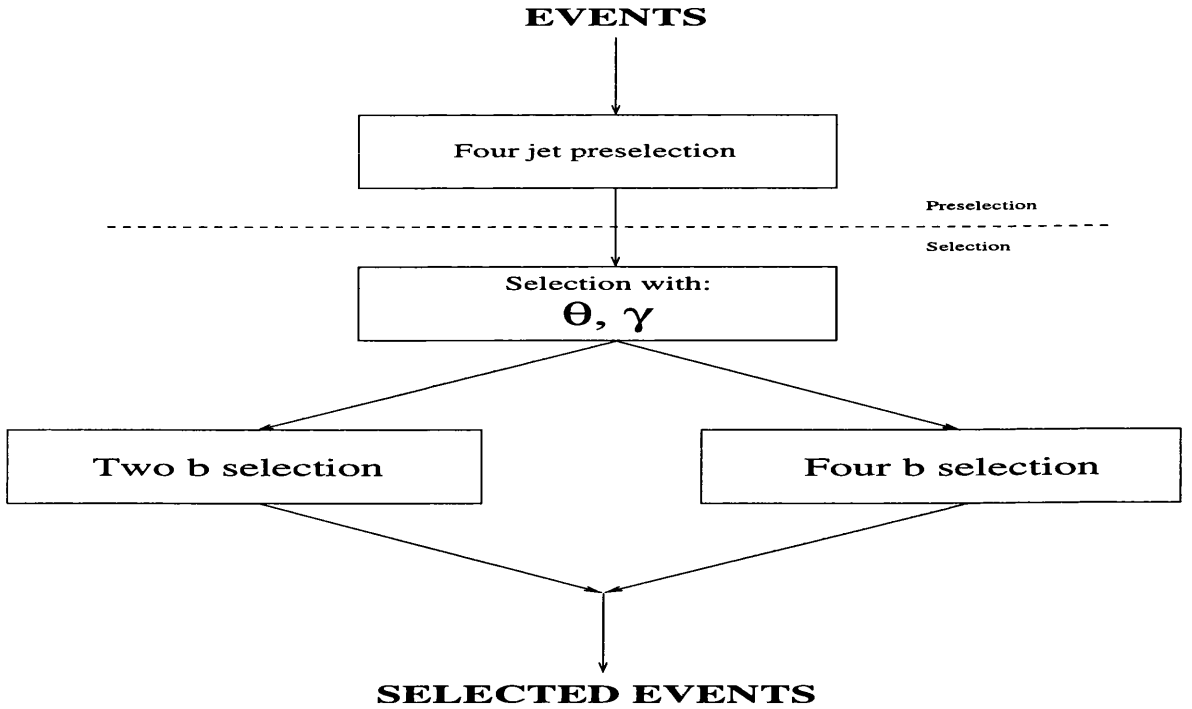 EVENTS
Four jet preselection
Preselection
Selection
Selection with:
θ, γ
Two b selection
Four b selection
SELECTED EVENTS